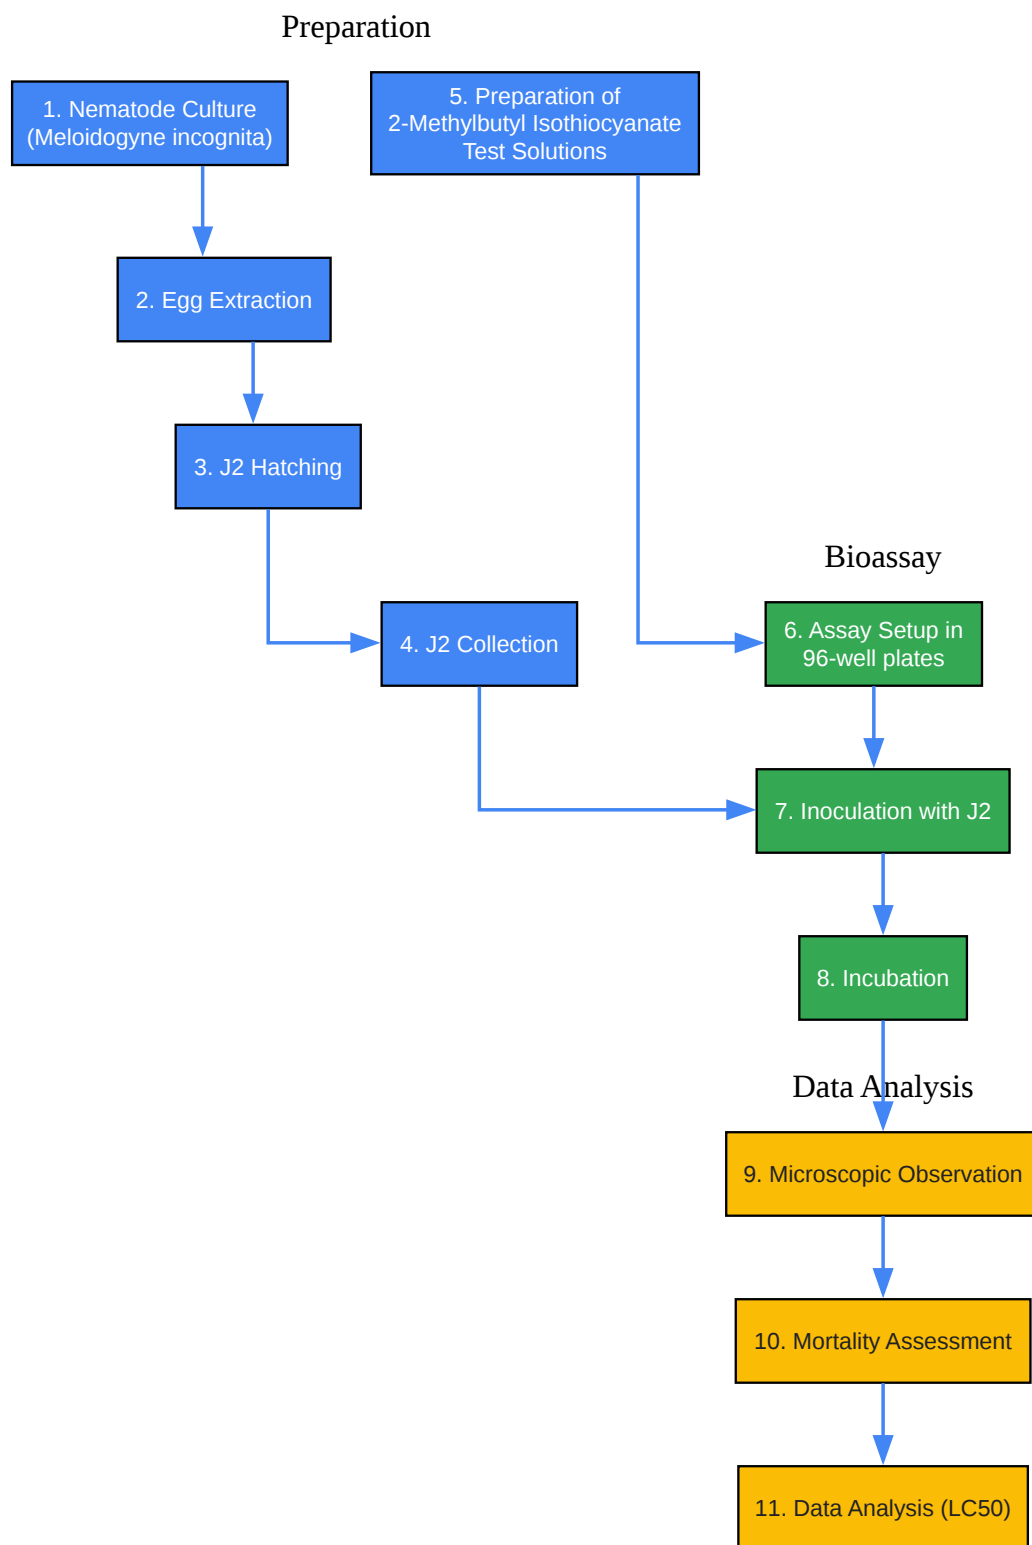 Preparation
1. Nematode Culture
(Meloidogyne incognita)
5. Preparation of
2-Methylbutyl Isothiocyanate
Test Solutions
2. Egg Extraction
3. J2 Hatching
Bioassay
4. J2 Collection
6. Assay Setup in
96-well plates
7. Inoculation with J2
8. Incubation
Data Analysis
9. Microscopic Observation
10. Mortality Assessment
11. Data Analysis (LC50)